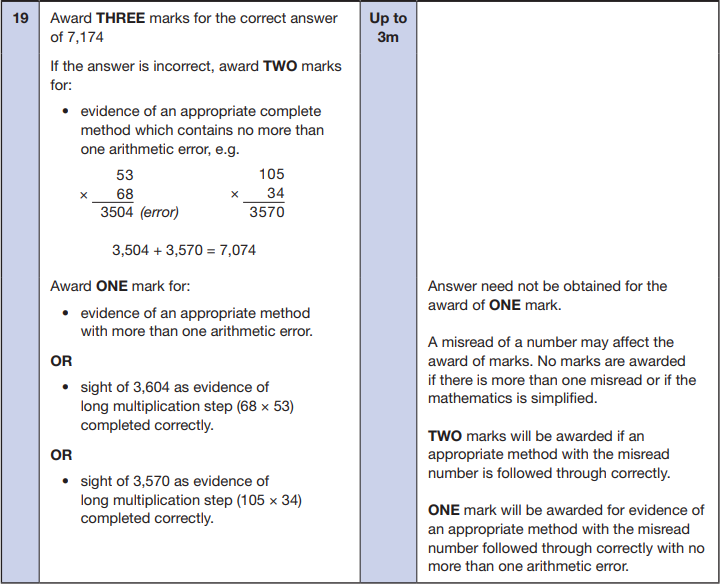 19
Award THREE marks for the correct answer
of 7,174
If the answer is incorrect, award TWO marks
for:
• evidence of an appropriate complete
method which contains no more than
one arithmetic error, e.g.
53
× 68
3504 (error)
105
× 34
3570
3,504 + 3,570 = 7,074
Award ONE mark for:
• evidence of an appropriate method
with more than one arithmetic error.
OR
• sight of 3,604 as evidence of
long multiplication step (68 × 53)
completed correctly.
OR
• sight of 3,570 as evidence of
long multiplication step (105 × 34)
completed correctly.
Up to
3m
Answer need not be obtained for the
award of ONE mark.
A misread of a number may affect the
award of marks. No marks are awarded
if there is more than one misread or if the
mathematics is simplified.
TWO marks will be awarded if an
appropriate method with the misread
number is followed through correctly.
ONE mark will be awarded for evidence of
an appropriate method with the misread
number followed through correctly with no
more than one arithmetic error.